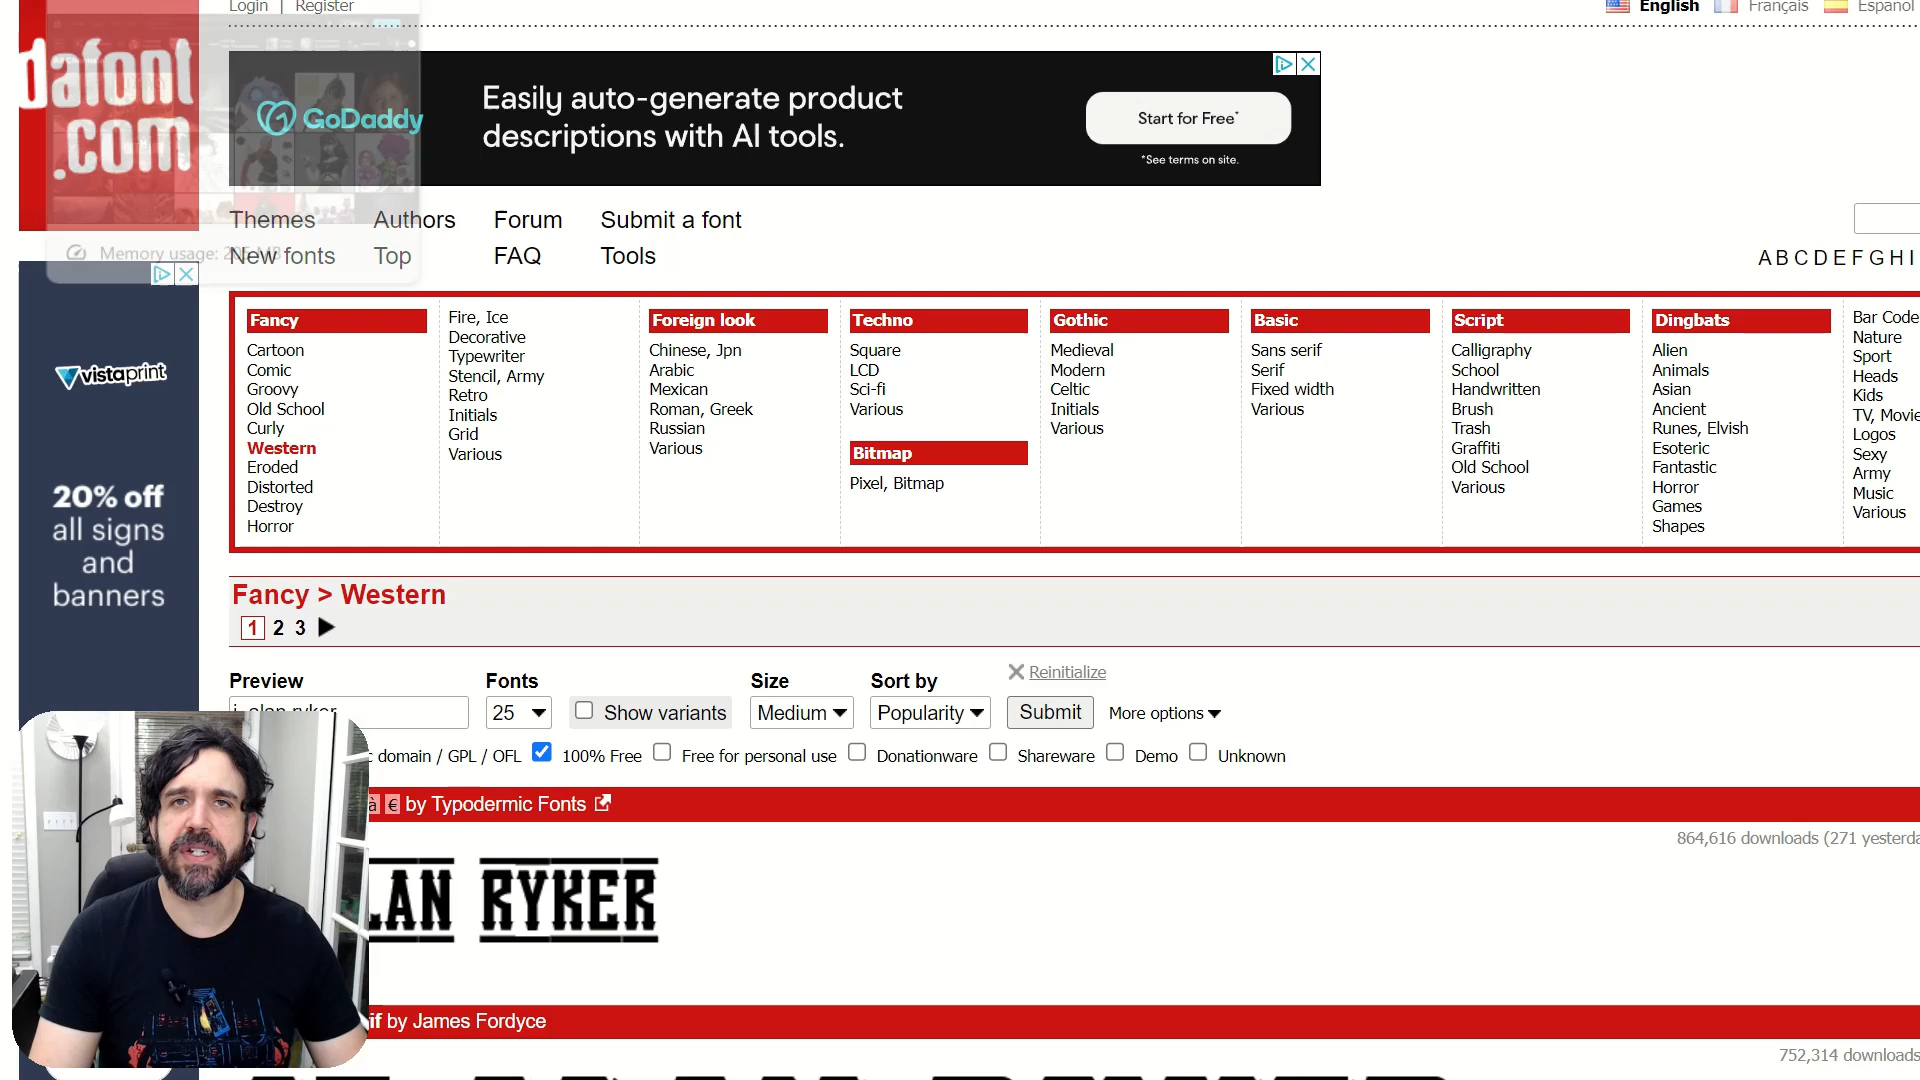 Login | Register
English Français Español
dafont
.com
GoDaddy
Easily auto-generate product
descriptions with AI tools.
Start for Free*
*See terms on site.
Themes Authors Forum Submit a font
New fonts Top FAQ Tools
Memory usage:
A B C D E F G H I
vistaprint
20% off
all signs
and
banners
Fancy
Cartoon
Comic
Groovy
Old School
Curly
Western
Eroded
Distorted
Destroy
Horror
Fire, Ice
Decorative
Typewriter
Stencil, Army
Retro
Initials
Grid
Various
Foreign look
Chinese, Jpn
Arabic
Mexican
Roman, Greek
Russian
Various
Techno
Square
LCD
Sci-fi
Various
Bitmap
Pixel, Bitmap
Gothic
Medieval
Modern
Celtic
Initials
Various
Basic
Sans serif
Serif
Fixed width
Various
Script
Calligraphy
School
Handwritten
Brush
Trash
Graffiti
Old School
Various
Dingbats
Alien
Animals
Asian
Ancient
Runes, Elvish
Esoteric
Fantastic
Horror
Games
Shapes
Bar Code
Nature
Sport
Heads
Kids
TV, Movie
Logos
Sexy
Army
Music
Various
Fancy > Western
1 2 3
Preview Fonts Size Sort by Reinitialize
25 Show variants Medium Popularity Submit More options
c domain / GPL / OFL 100% Free Free for personal use Donationware Shareware Demo Unknown
à € by Typodermic Fonts
864,616 downloads (271 yesterda
LAN RYKER
if by James Fordyce
752,314 downloads